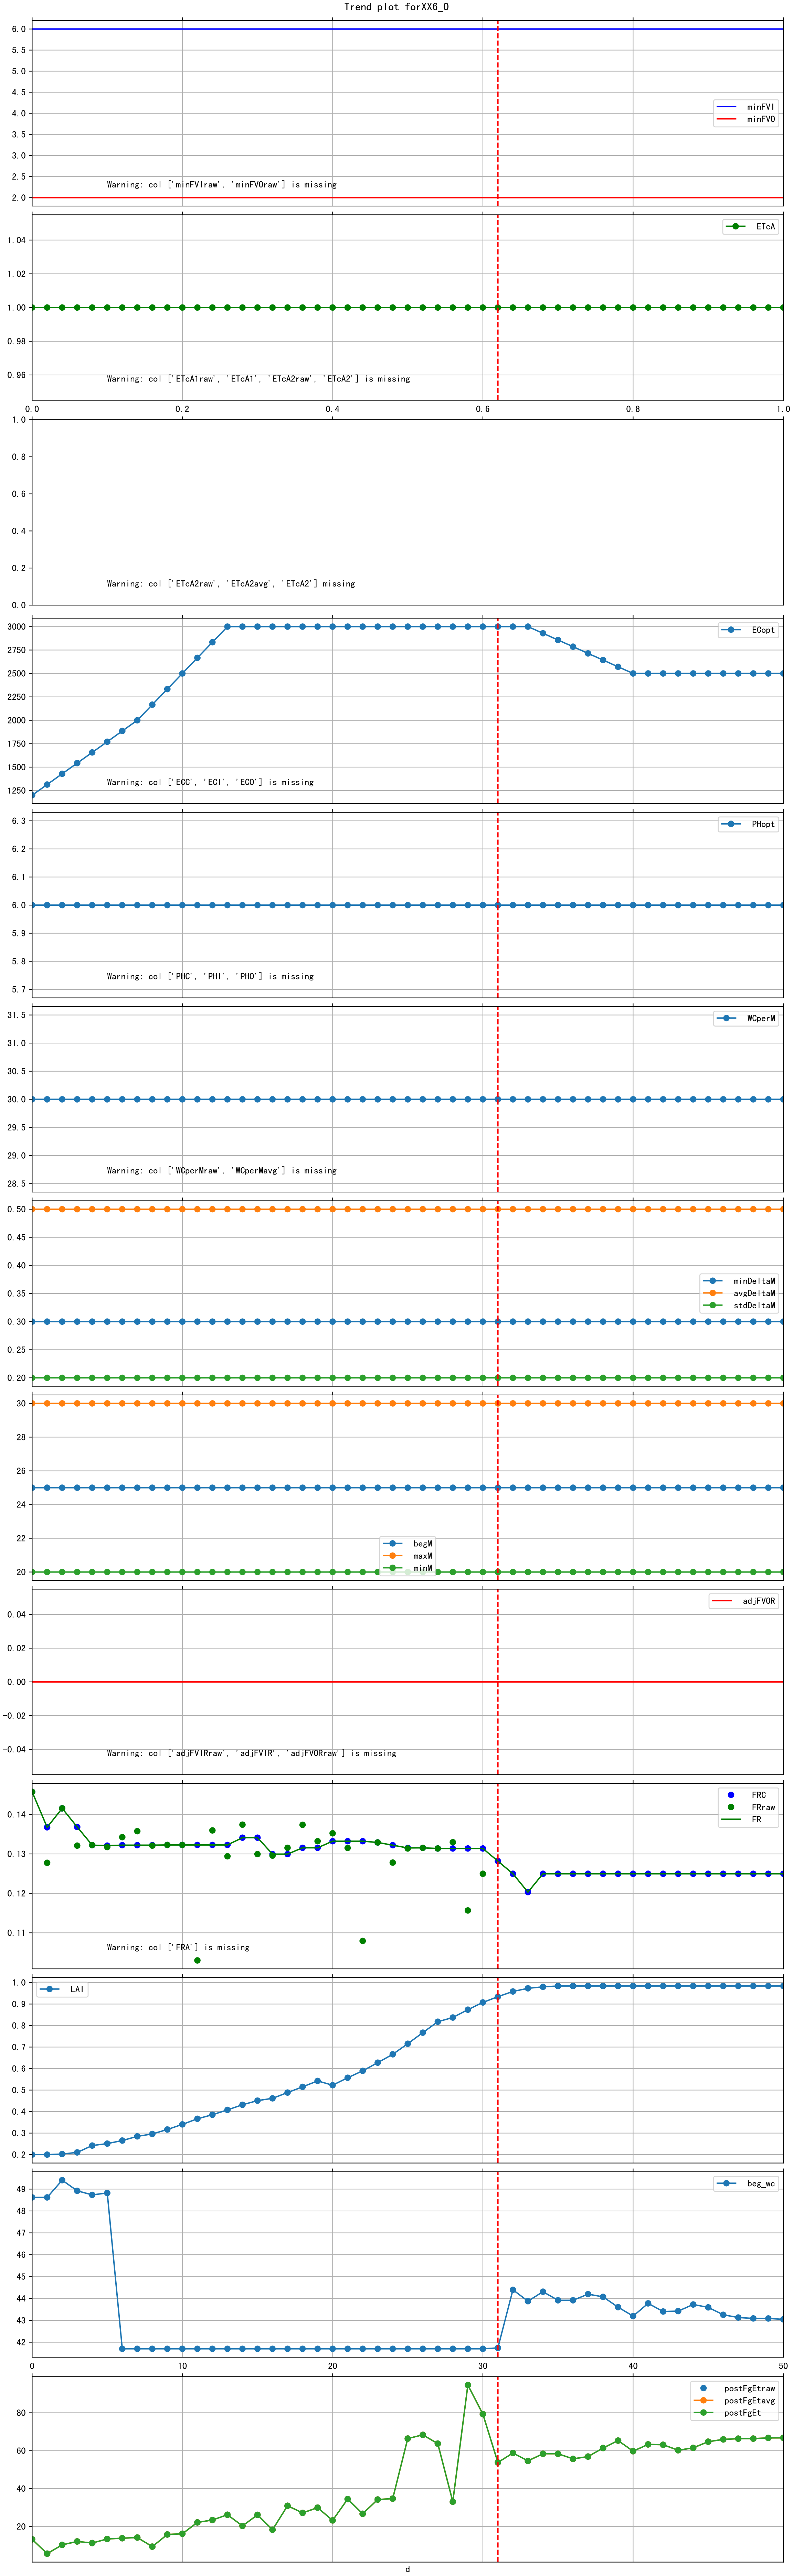 Trend plot forXX6_0
6.0
5.5
5.0
4.5
4.0
3.5
3.0
2.5
2.0
minFVI
minFVO
Warning: col ['minFVIraw', 'minFVOraw'] is missing
1.04
1.02
1.00
0.98
0.96
ETcA
Warning: col ['ETcA1raw', 'ETcA1', 'ETcA2raw', 'ETcA2'] is missing
0.0 0.2 0.4 0.6 0.8 1.0
1.0
0.8
0.6
0.4
0.2
0.0
Warning: col ['ETcA2raw', 'ETcA2avg', 'ETcA2'] missing
3000
2750
2500
2250
2000
1750
1500
1250
ECopt
Warning: col ['ECC', 'ECI', 'ECO'] is missing
6.3
6.2
6.1
6.0
5.9
5.8
5.7
PHopt
Warning: col ['PHC', 'PHI', 'PHO'] is missing
31.5
31.0
30.5
30.0
29.5
29.0
28.5
WCperM
Warning: col ['WCperMraw', 'WCperMavg'] is missing
0.50
0.45
0.40
0.35
0.30
0.25
0.20
minDeltaM
avgDeltaM
stdDeltaM
30
28
26
24
22
20
begM
maxM
minM
0.04
0.02
0.00
-0.04
-0.02
adjFVOR
Warning: col ['adjFVIRraw', 'adjFVIR', 'adjFVORraw'] is missing
0.14
0.13
0.12
0.11
FRC
FRraw
FR
Warning: col ['FRA'] is missing
1.0
0.9
0.8
0.7
0.6
0.5
0.4
0.3
0.2
LAI
49
48
47
46
45
44
43
42
beg_wc
0 10 20 30 40 50
80
60
40
20
postFgEtraw
postFgEtavg
postFgEt
d